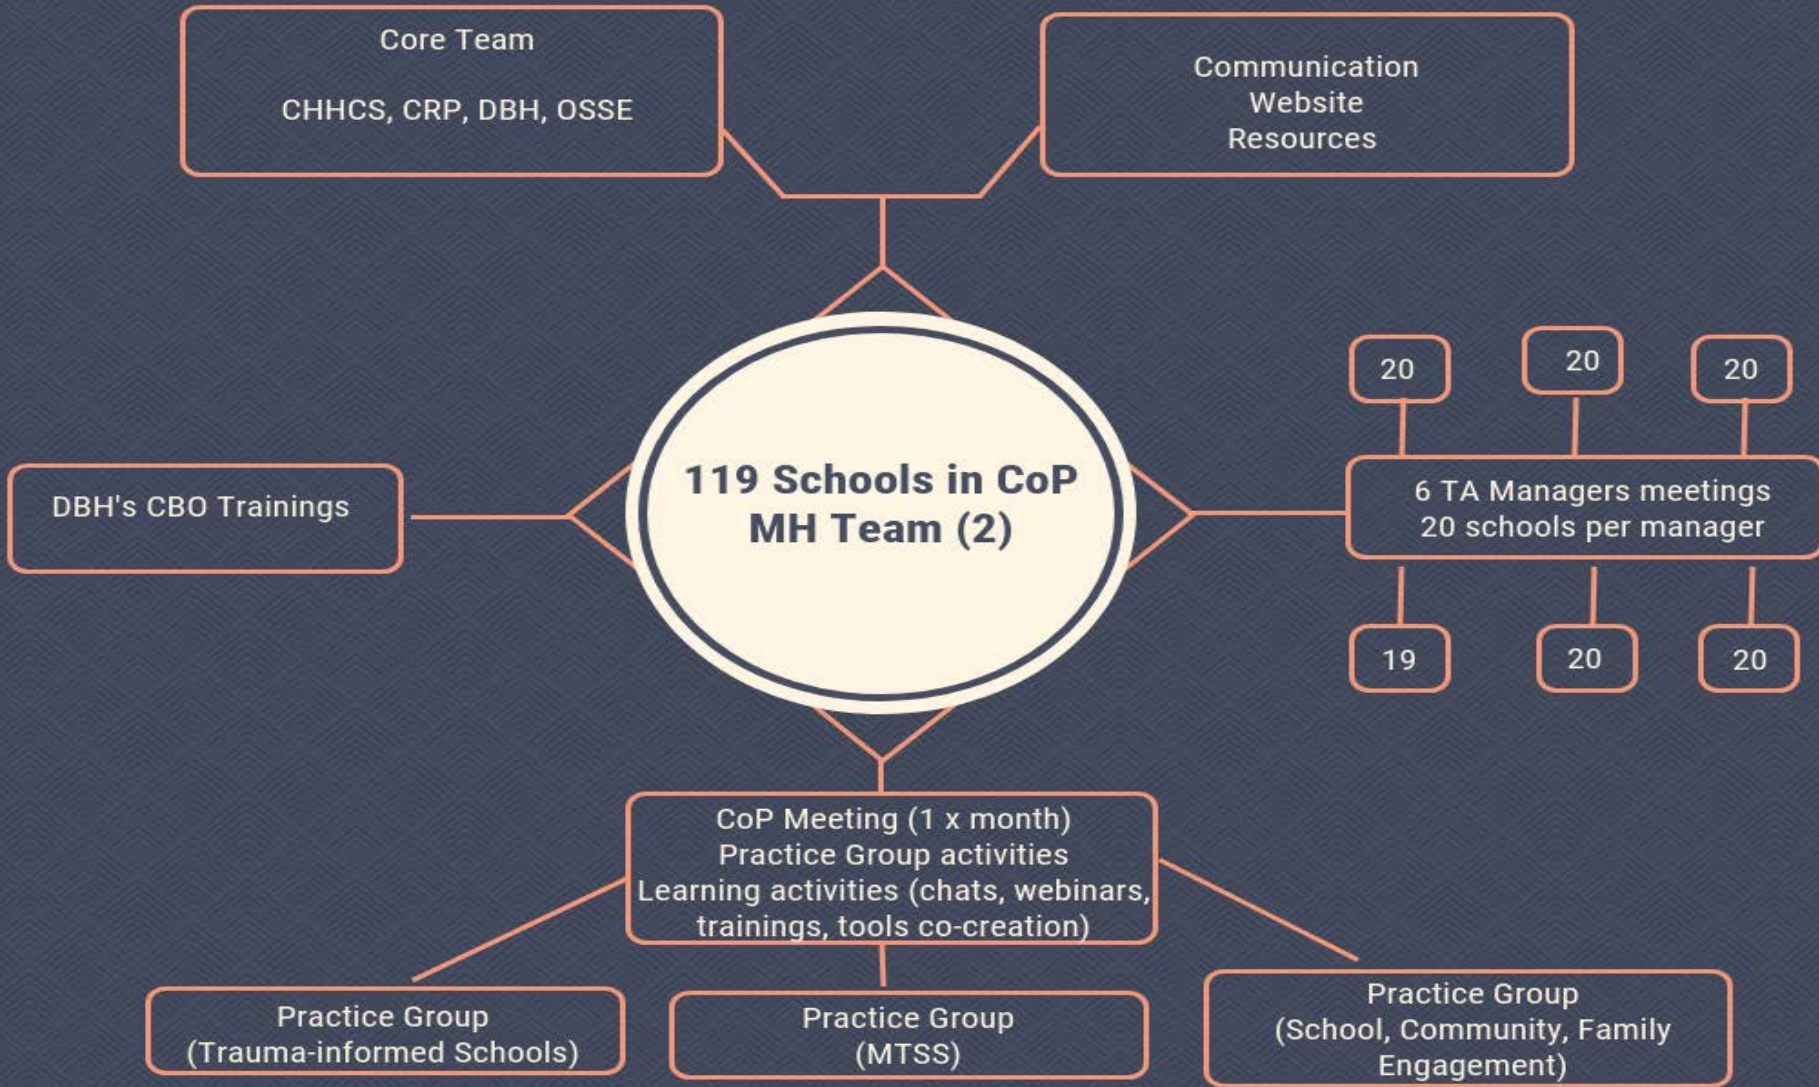 Core Team
CHHCS, CRP, DBH, OSSE
Communication
Website
Resources
20
20
20
119 Schools in CoP
MH Team (2)
DBH's CBO Trainings
6 TA Managers meetings
20 schools per manager
19
20
20
CoP Meeting (1 x month)
Practice Group activities
Learning activities (chats, webinars,
trainings, tools co-creation)
Practice Group
(Trauma-informed Schools)
Practice Group
(MTSS)
Practice Group
(School, Community, Family
Engagement)